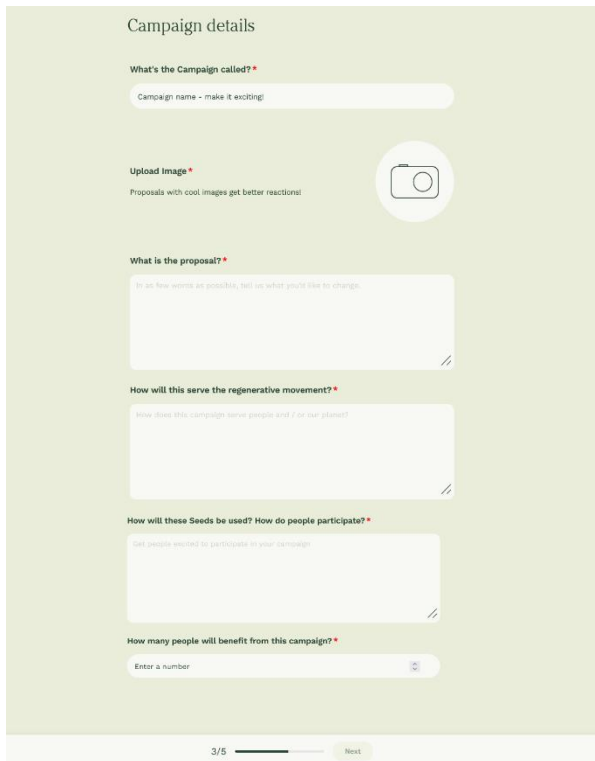 Campaign details
What's the Campaign called?*
Campaign name - make it exciting!
Upload Image*
Proposals with cool images get better reactions!
What is the proposal?*
In as few words as possible, tell us what you'd like to change.
How will this serve the regenerative movement?*
How does this campaign serve people and / or our planet?
How will these Seeds be used? How do people participate?*
Get people wanted to participate in your campaign
How many people will benefit from this campaign?*
Enter a number
3/5 Next